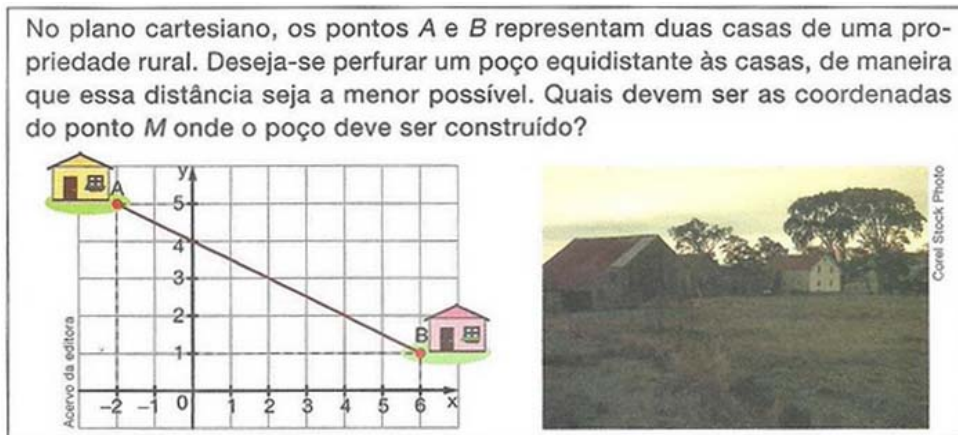 No plano cartesiano, os pontos A e B representam duas casas de uma pro-
priedade rural. Deseja-se perfurar um poço equidistante às casas, de maneira
que essa distância seja a menor possível. Quais devem ser as coordenadas
do ponto M onde o poço deve ser construído?
y
A
5
4
3
2
B
1
-2 -1 0 1 2 3 4 5 6 x
Acervo da editora
Corel Stock Photo